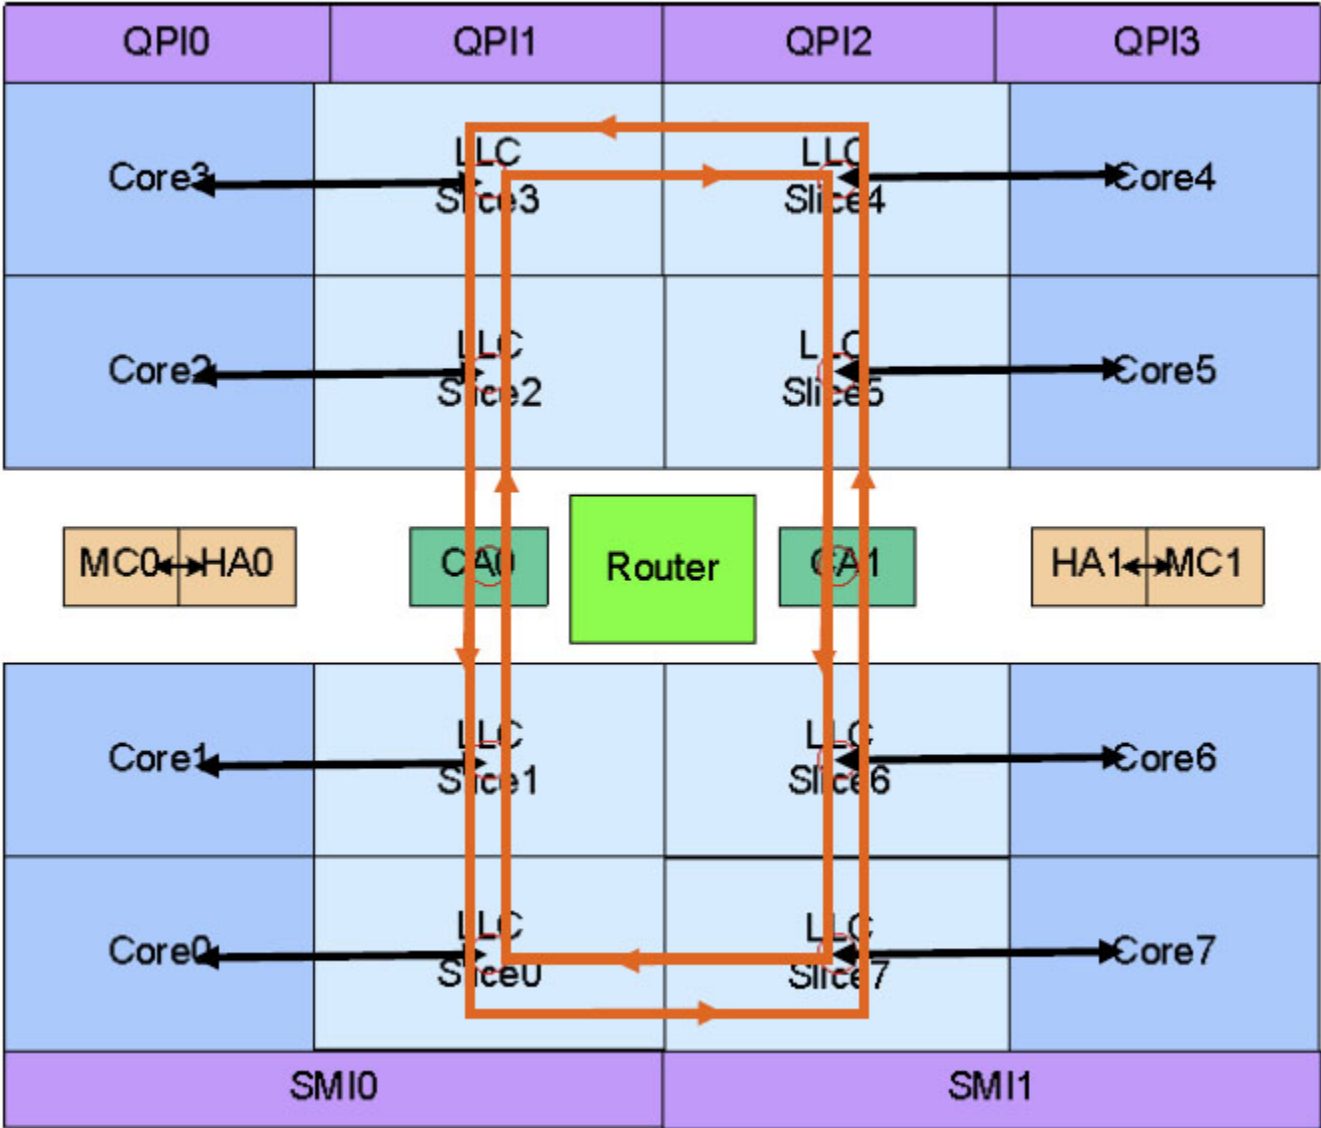 QPI0 QPI1 QPI2 QPI3
LLC LLC
Core3 Slice3 Slice4 Core4
LLC LLC
Core2 Slice2 Slice5 Core5
MC0 HA0 CA0 Router CA1 HA1 MC1
LLC LLC
Core1 Slice1 Slice6 Core6
LLC LLC
Core0 Slice0 Slice7 Core7
SMI0 SMI1